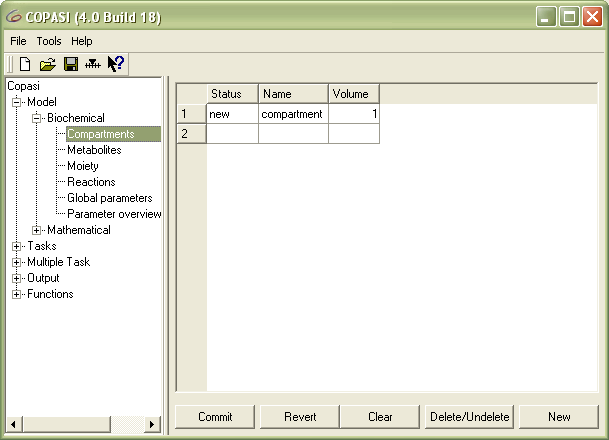 COPASI (4.0 Build 18)
File Tools Help
Copasi
Model
Biochemical
Compartments
Metabolites
Moiety
Reactions
Global parameters
Parameter overview
Mathematical
Tasks
Multiple Task
Output
Functions
Status Name Volume
1 new compartment 1
2
Commit Revert Clear Delete/Undelete New